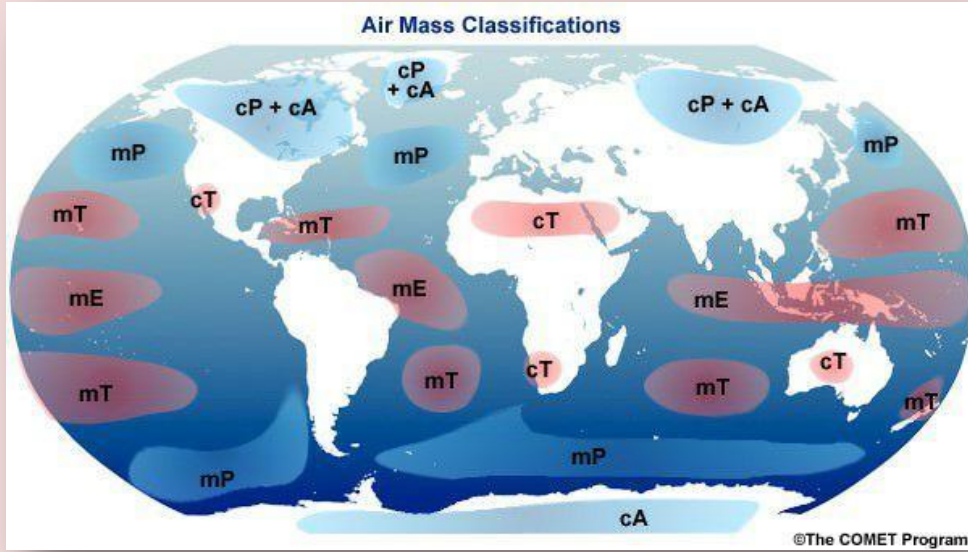 Air Mass Classifications
cP
+ cA
cP + cA
cP + cA
mP
mP
mP
cT
mT
mT
cT
mT
mE
mE
mE
mT
mT
cT
mT
cT
mT
mP
mP
cA
©The COMET Program